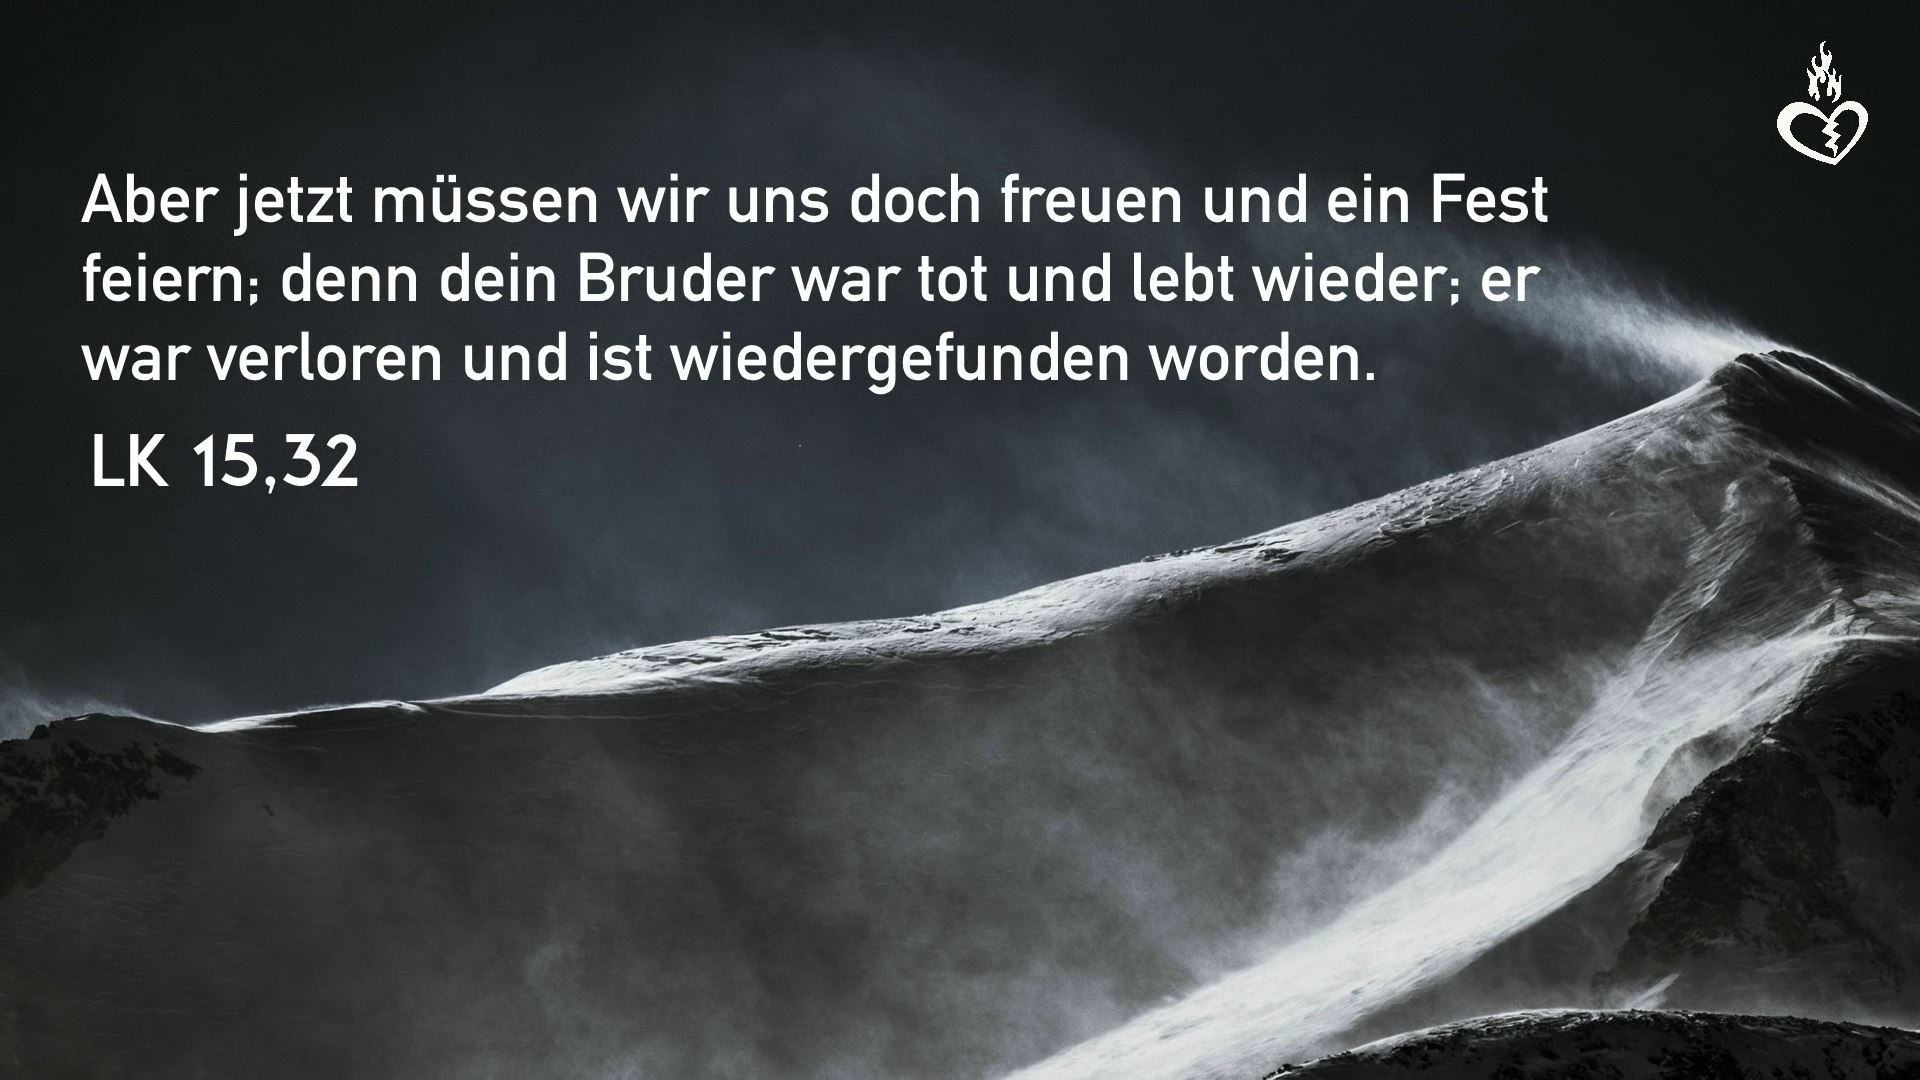 Aber jetzt müssen wir uns doch freuen und ein Fest
feiern; denn dein Bruder war tot und lebt wieder; er
war verloren und ist wiedergefunden worden.
LK 15,32